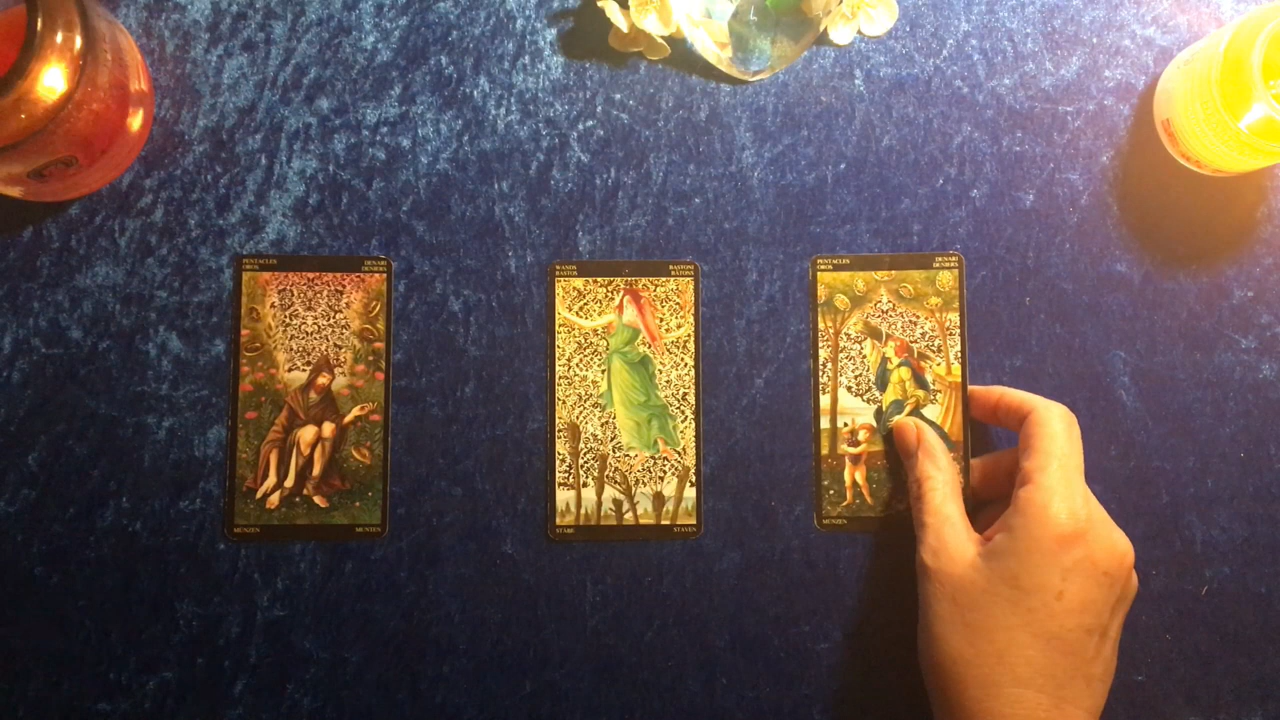 PENTACLES
OROS
DENARI
DENIERS
MÜNZEN
MUNTEN
WANDS
BASTOS
BASTONI
BÂTONS
STÄBE
STAVEN
PENTACLES
OROS
DENARI
DENIERS
MÜNZEN